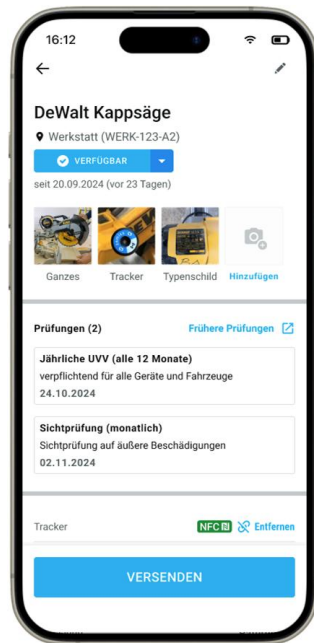 16:12
DeWalt Kappsäge
Werkstatt (WERK-123-A2)
VERFÜGBAR
seit 20.09.2024 (vor 23 Tagen)
Ganzes
Tracker
Typenschild
Hinzufügen
Prüfungen (2)
Frühere Prüfungen
Jährliche UVV (alle 12 Monate)
verpflichtend für alle Geräte und Fahrzeuge
24.10.2024
Sichtprüfung (monatlich)
Sichtprüfung auf äußere Beschädigungen
02.11.2024
Tracker
NFC
Entfernen
VERSENDEN